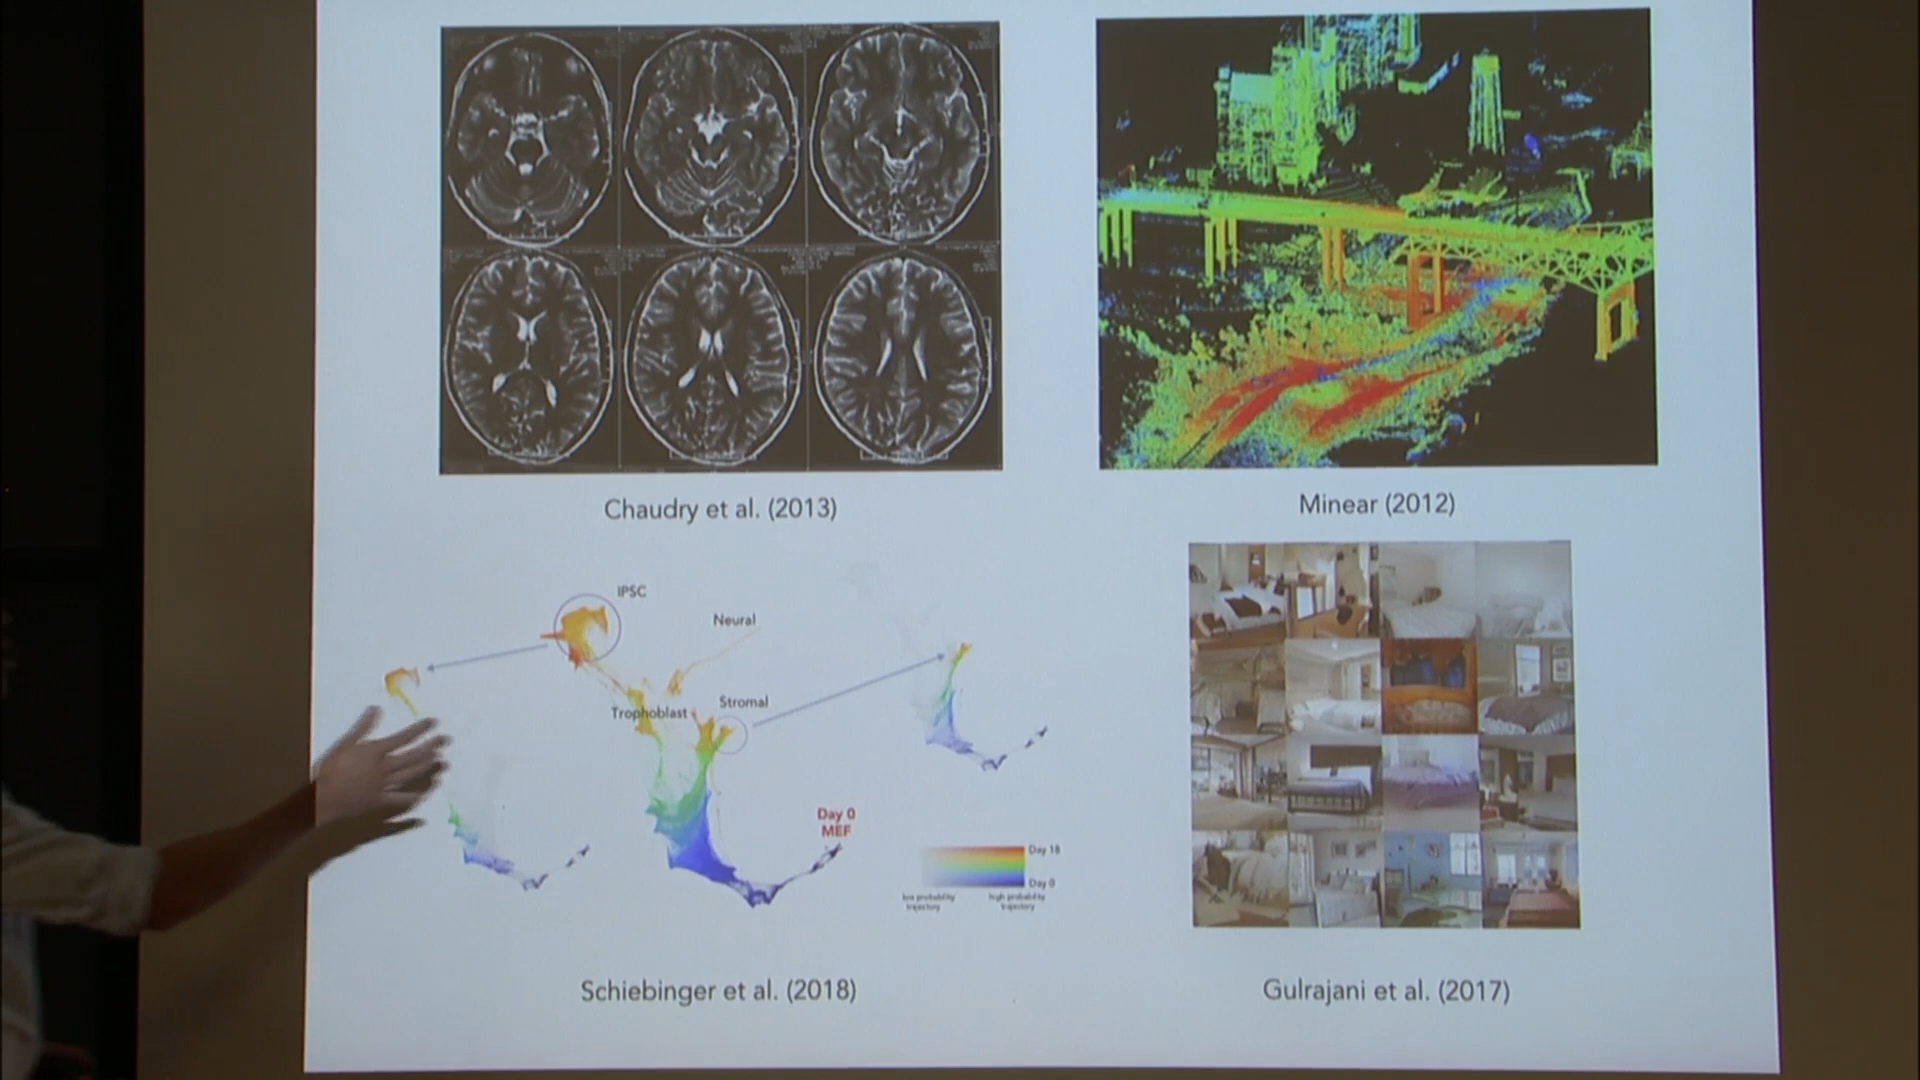 Chaudry et al. (2013)
Minear (2012)
IPSC
Neural
Stromal
Trophoblast
Day 0
MEF
Day 18
Day 0
low probability
trajectory
high probability
trajectory
Schiebinger et al. (2018)
Gulrajani et al. (2017)